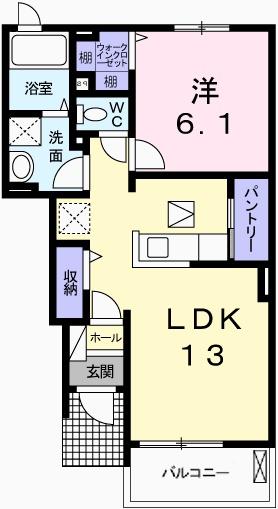 浴室
棚
ウォーク
インクロ
ーゼット
棚
洋
6.1
WC
洗面
パントリー
収納
LDK
13
ホール
玄関
バルコニー